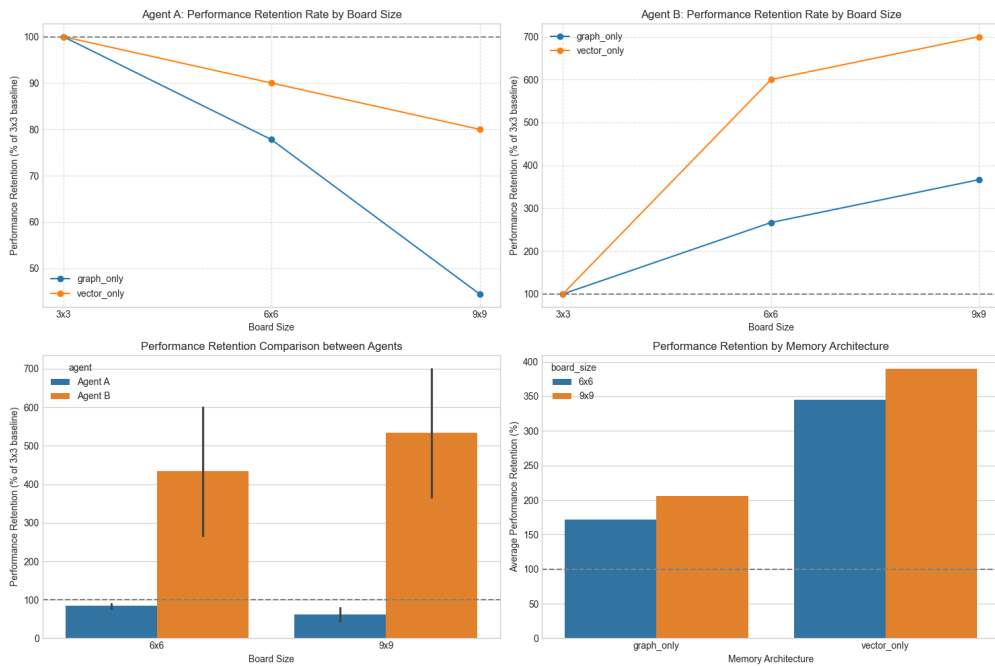 Agent A: Performance Retention Rate by Board Size
Performance Retention (% of 3x3 baseline)
100
90
80
70
60
50
graph_only
vector_only
3x3
6x6
9x9
Board Size
Agent B: Performance Retention Rate by Board Size
Performance Retention (% of 3x3 baseline)
700
600
500
400
300
200
100
graph_only
vector_only
3x3
6x6
9x9
Board Size
Performance Retention Comparison between Agents
Performance Retention (% of 3x3 baseline)
700
600
500
400
300
200
100
0
agent
Agent A
Agent B
6x6
9x9
Board Size
Performance Retention by Memory Architecture
Average Performance Retention (%)
400
350
300
250
200
150
100
50
0
board_size
6x6
9x9
graph_only
vector_only
Memory Architecture